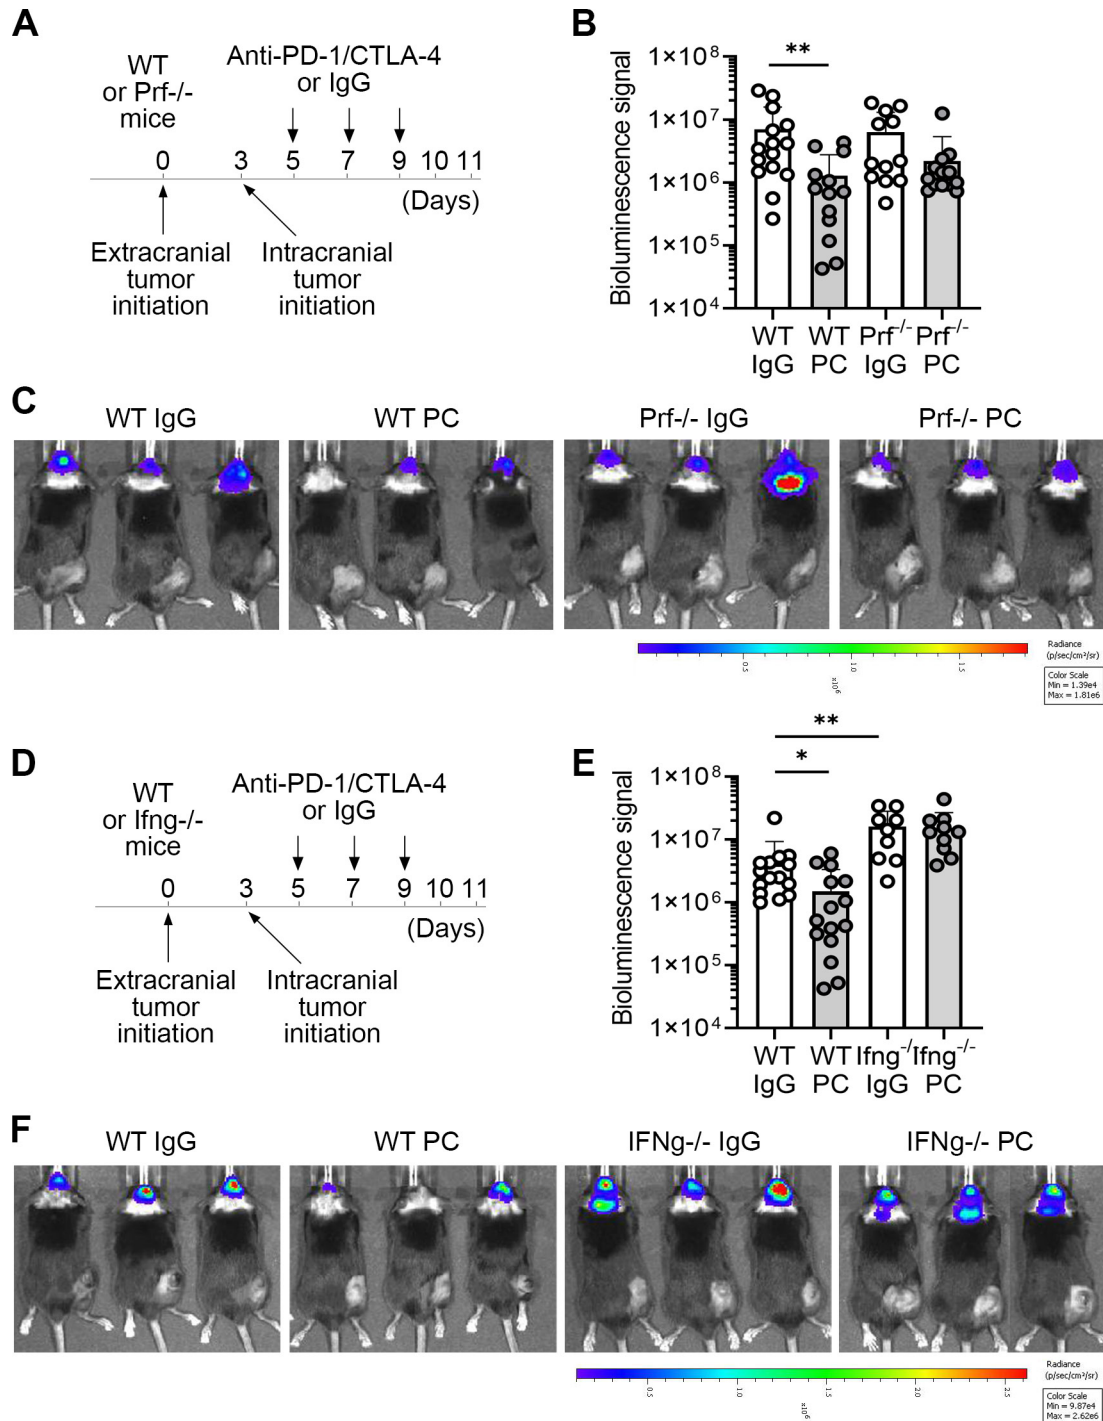 A
WT
or Prf-/-
mice
Anti-PD-1/CTLA-4
or IgG
0 3 5 7 9 10 11
(Days)
Extracranial
tumor
initiation
Intracranial
tumor
initiation
B
Bioluminescence signal
**
1×10⁸
1×10⁷
1×10⁶
1×10⁵
1×10⁴
WT
IgG
WT
PC
Prf⁻/⁻
IgG
Prf⁻/⁻
PC
C
WT IgG
WT PC
Prf-/- IgG
Prf-/- PC
0.5
1.0
1.5
x10⁶
Radiance
(p/sec/cm²/sr)
Color Scale
Min = 1.39e4
Max = 1.81e6
D
WT
or Ifng-/-
mice
Anti-PD-1/CTLA-4
or IgG
0 3 5 7 9 10 11
(Days)
Extracranial
tumor
initiation
Intracranial
tumor
initiation
E
Bioluminescence signal
**
*
1×10⁸
1×10⁷
1×10⁶
1×10⁵
1×10⁴
WT
IgG
WT
PC
Ifng⁻/⁻
IgG
Ifng⁻/⁻
PC
F
WT IgG
WT PC
IFNg-/- IgG
IFNg-/- PC
0.5
1.0
1.5
2.0
2.5
x10⁶
Radiance
(p/sec/cm²/sr)
Color Scale
Min = 9.87e4
Max = 2.62e6